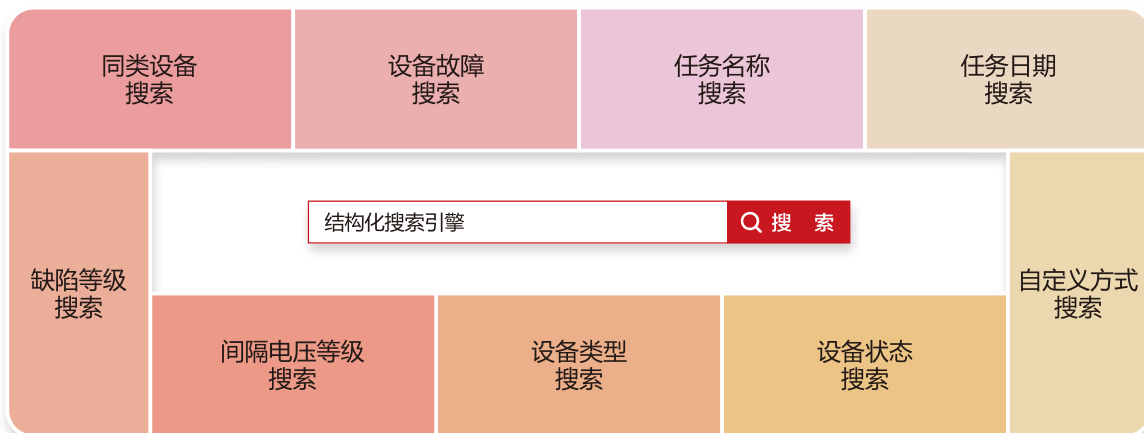 同类设备
搜索
设备故障
搜索
任务名称
搜索
任务日期
搜索
结构化搜索引擎
搜 索
缺陷等级
搜索
自定义方式
搜索
间隔电压等级
搜索
设备类型
搜索
设备状态
搜索